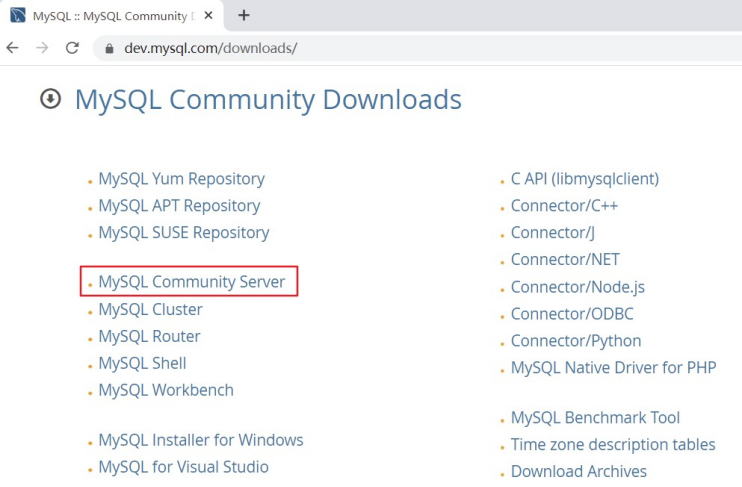 MySQL :: MySQL Community D
dev.mysql.com/downloads/
MySQL Community Downloads
MySQL Yum Repository
MySQL APT Repository
MySQL SUSE Repository
MySQL Community Server
MySQL Cluster
MySQL Router
MySQL Shell
MySQL Workbench
MySQL Installer for Windows
MySQL for Visual Studio
C API (libmysqlclient)
Connector/C++
Connector/J
Connector/NET
Connector/Node.js
Connector/ODBC
Connector/Python
MySQL Native Driver for PHP
MySQL Benchmark Tool
Time zone description tables
Download Archives